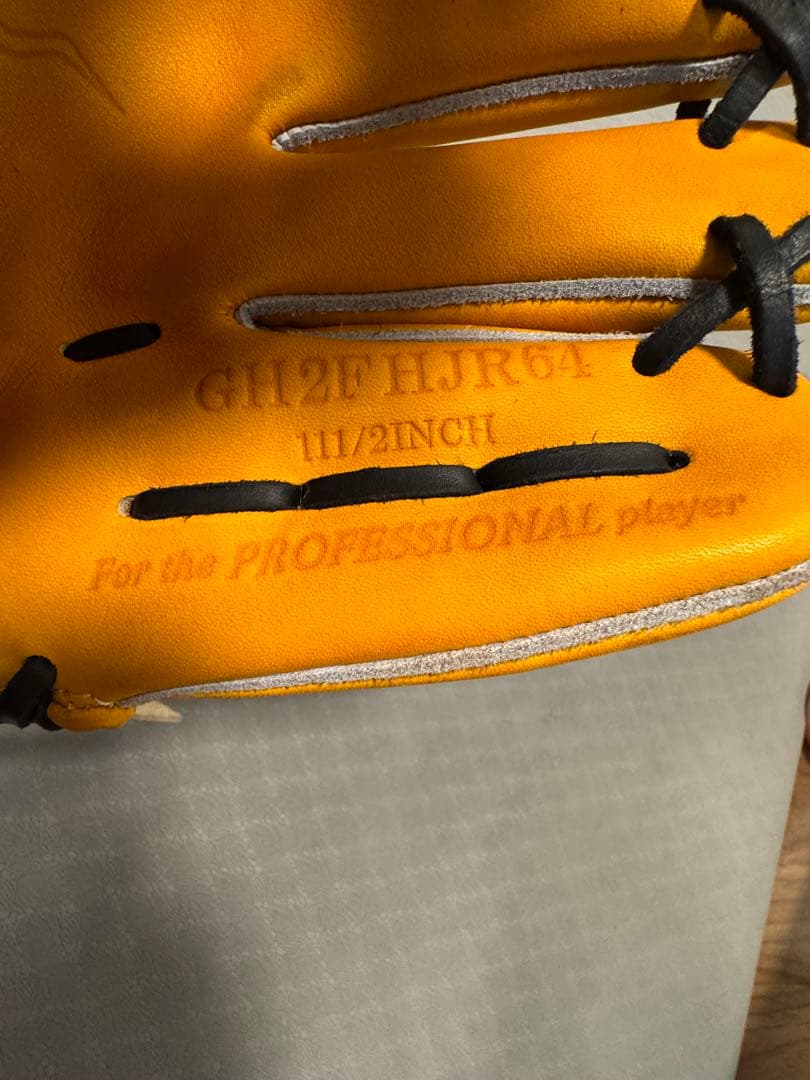 GH2FHJR64
111/2INCH
For the PROFESSIONAL player